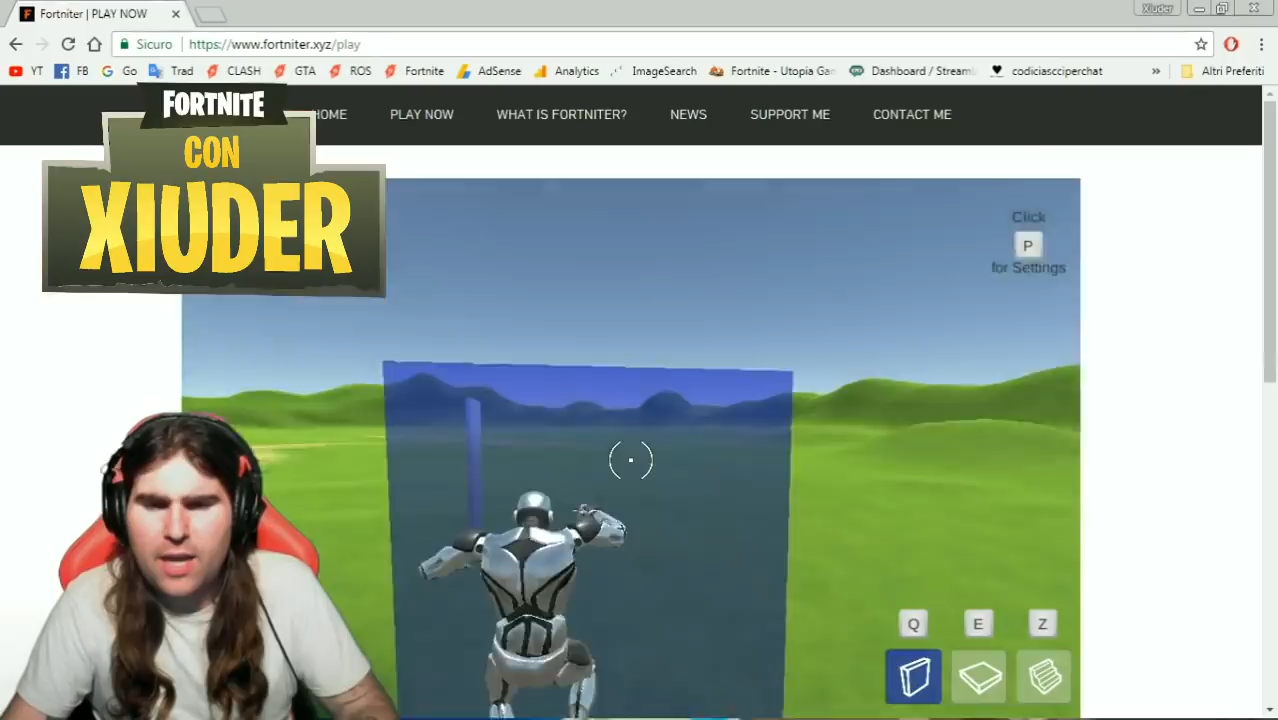 Fortniter | PLAY NOW
Xiuder
Sicuro
https://www.fortniter.xyz/play
YT
FB
Go
Trad
CLASH
GTA
ROS
Fortnite
AdSense
Analytics
ImageSearch
Fortnite - Utopia Gam
Dashboard / Streaml
codiciascciperchat
»
Altri Preferiti
HOME
PLAY NOW
WHAT IS FORTNITER?
NEWS
SUPPORT ME
CONTACT ME
FORTNITE
CON
XIUDER
Click
P
for Settings
Q
E
Z